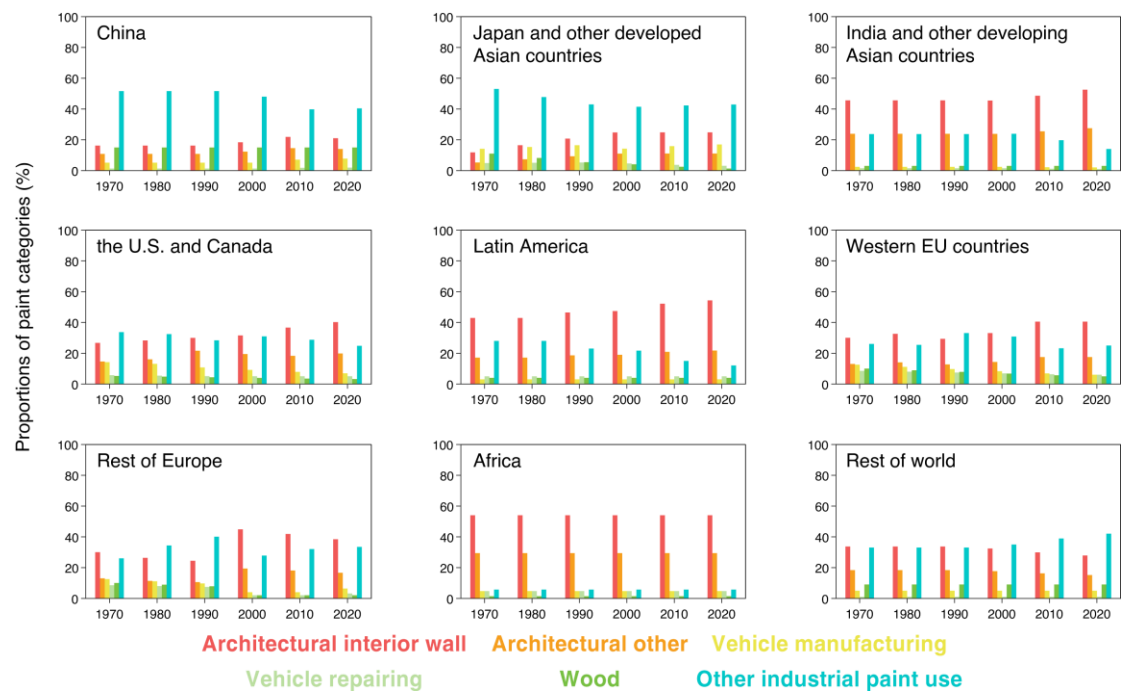 Proportions of paint categories (%)
China
100
80
60
40
20
0
1970 1980 1990 2000 2010 2020
Japan and other developed
Asian countries
100
80
60
40
20
0
1970 1980 1990 2000 2010 2020
India and other developing
Asian countries
100
80
60
40
20
0
1970 1980 1990 2000 2010 2020
the U.S. and Canada
100
80
60
40
20
0
1970 1980 1990 2000 2010 2020
Latin America
100
80
60
40
20
0
1970 1980 1990 2000 2010 2020
Western EU countries
100
80
60
40
20
0
1970 1980 1990 2000 2010 2020
Rest of Europe
100
80
60
40
20
0
1970 1980 1990 2000 2010 2020
Africa
100
80
60
40
20
0
1970 1980 1990 2000 2010 2020
Rest of world
100
80
60
40
20
0
1970 1980 1990 2000 2010 2020
Architectural interior wall Architectural other Vehicle manufacturing
Vehicle repairing Wood Other industrial paint use